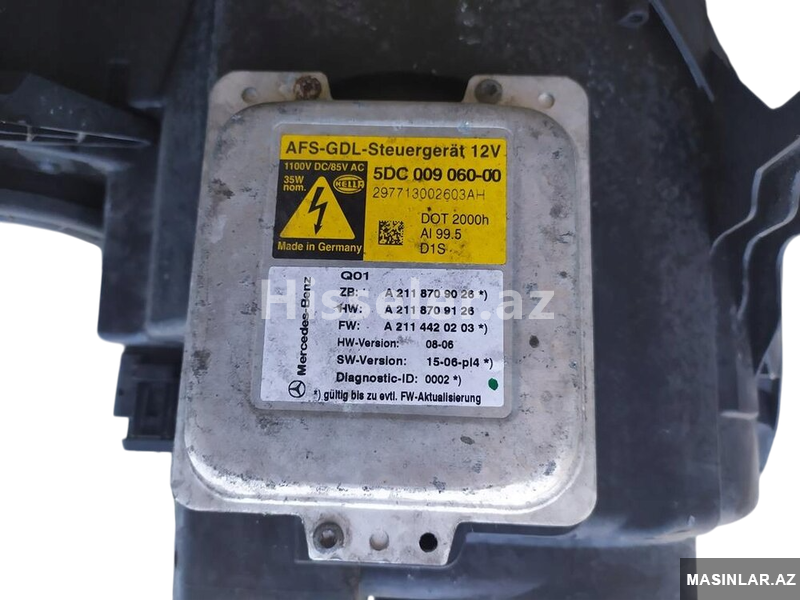 AFS-GDL-Steuergerät 12V
1100V DC/85V AC
35W
nom.
HELLA
5DC 009 060-00
297713002603AH
DOT 2000h
Al 99.5
D1S
Made in Germany
Mercedes-Benz
Q01
ZB: A 211 870 90 26 *)
HW: A 211 870 91 26
FW: A 211 442 02 03 *)
HW-Version: 08-06
SW-Version: 15-06-pl4 *)
Diagnostic-ID: 0002 *)
*) gültig bis zu evtl. FW-Aktualisierung
Hisseler.az
MASINLAR.AZ